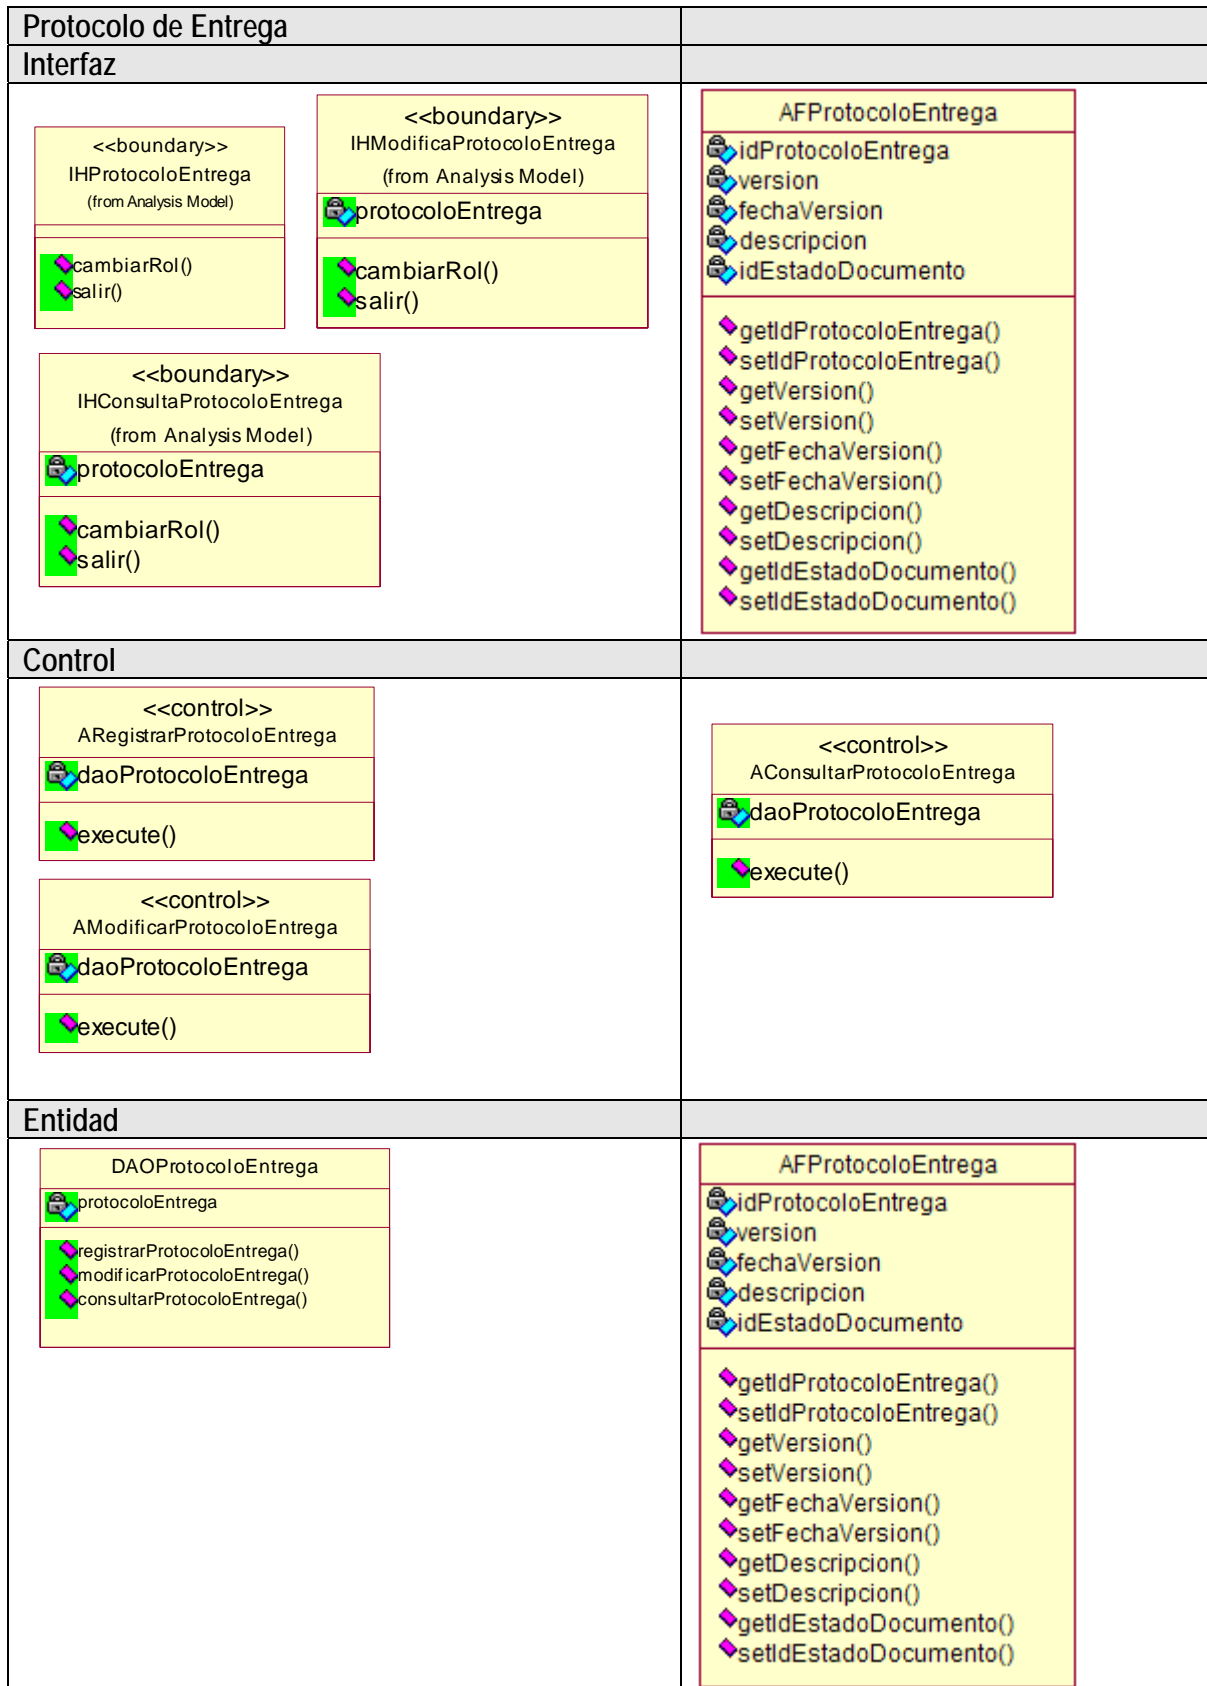 Protocolo de Entrega
Interfaz
<<boundary>>
IHProtocoloEntrega
(from Analysis Model)
cambiarRol()
salir()
<<boundary>>
IHModificaProtocoloEntrega
(from Analysis Model)
protocoloEntrega
cambiarRol()
salir()
<<boundary>>
IHConsultaProtocoloEntrega
(from Analysis Model)
protocoloEntrega
cambiarRol()
salir()
AFProtocoloEntrega
idProtocoloEntrega
version
fechaVersion
descripcion
idEstadoDocumento
getIdProtocoloEntrega()
setIdProtocoloEntrega()
getVersion()
setVersion()
getFechaVersion()
setFechaVersion()
getDescripcion()
setDescripcion()
getIdEstadoDocumento()
setIdEstadoDocumento()
Control
<<control>>
ARegistrarProtocoloEntrega
daoProtocoloEntrega
execute()
<<control>>
AModificarProtocoloEntrega
daoProtocoloEntrega
execute()
<<control>>
AConsultarProtocoloEntrega
daoProtocoloEntrega
execute()
Entidad
DAOProtocoloEntrega
protocoloEntrega
registrarProtocoloEntrega()
modificarProtocoloEntrega()
consultarProtocoloEntrega()
AFProtocoloEntrega
idProtocoloEntrega
version
fechaVersion
descripcion
idEstadoDocumento
getIdProtocoloEntrega()
setIdProtocoloEntrega()
getVersion()
setVersion()
getFechaVersion()
setFechaVersion()
getDescripcion()
setDescripcion()
getIdEstadoDocumento()
setIdEstadoDocumento()